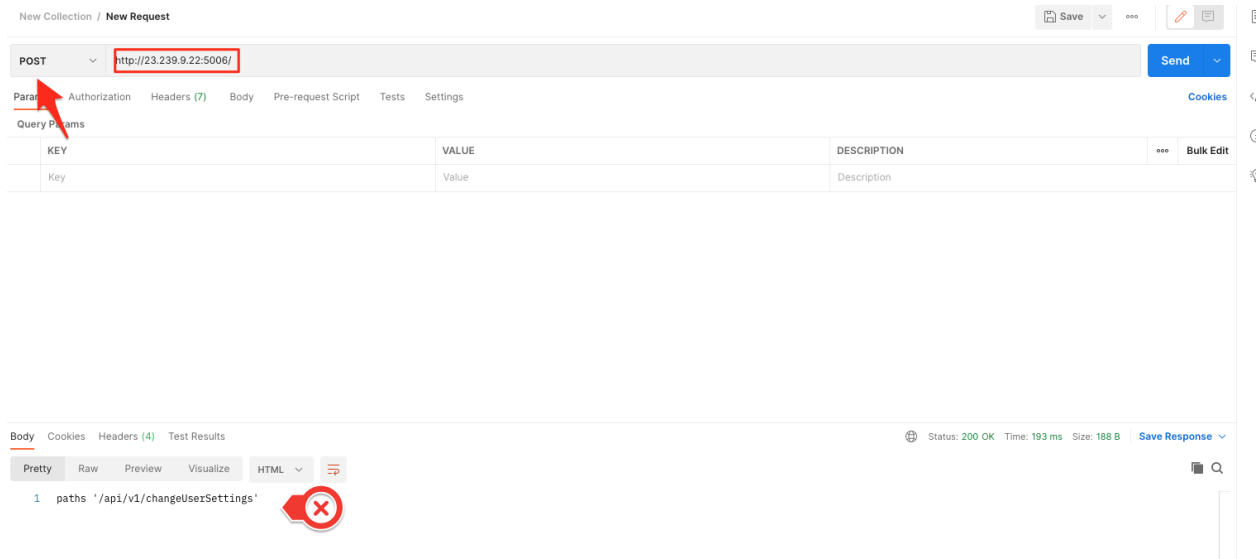 New Collection / New Request
Save
POST
http://23.239.9.22:5006/
Send
Authorization Headers (7) Body Pre-request Script Tests Settings Cookies
KEY VALUE DESCRIPTION Bulk Edit
Key Value Description
Body Cookies Headers (4) Test Results Status: 200 OK Time: 193 ms Size: 188 B Save Response
Pretty Raw Preview Visualize HTML
1 paths '/api/v1/changeUserSettings'